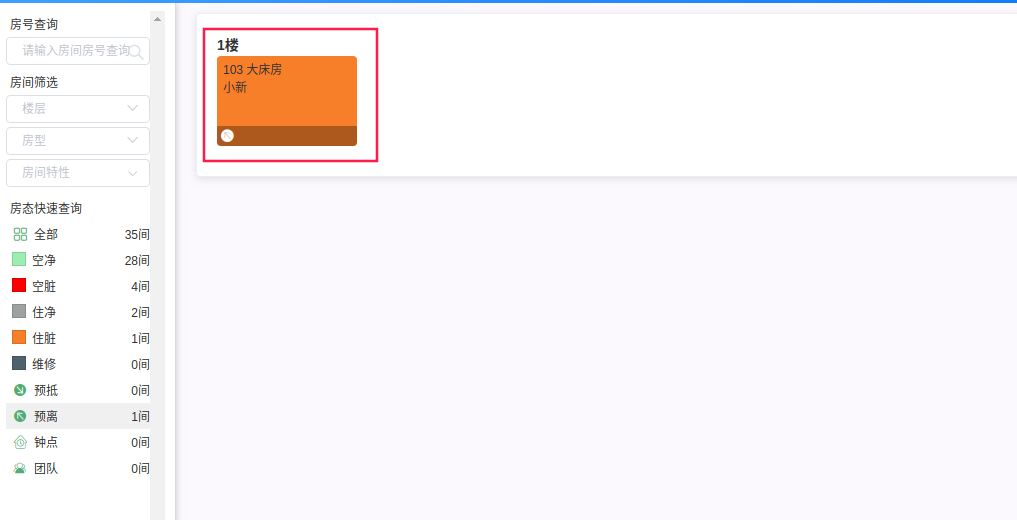 房号查询
请输入房间房号查询
房间筛选
楼层
房型
房间特性
房态快速查询
全部 35间
空净 28间
空脏 4间
住净 2间
住脏 1间
维修 0间
预抵 0间
预离 1间
钟点 0间
团队 0间
1楼
103 大床房
小新